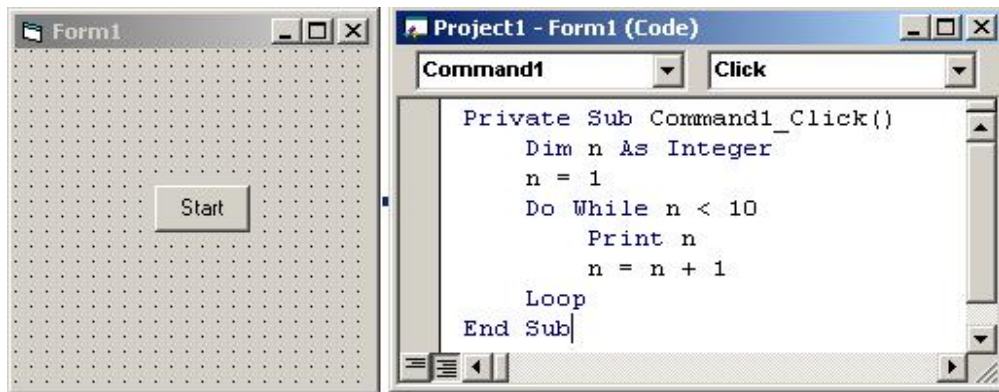 Form1
Start
Project1 - Form1 (Code)
Command1 Click
Private Sub Command1_Click()
Dim n As Integer
n = 1
Do While n < 10
Print n
n = n + 1
Loop
End Sub